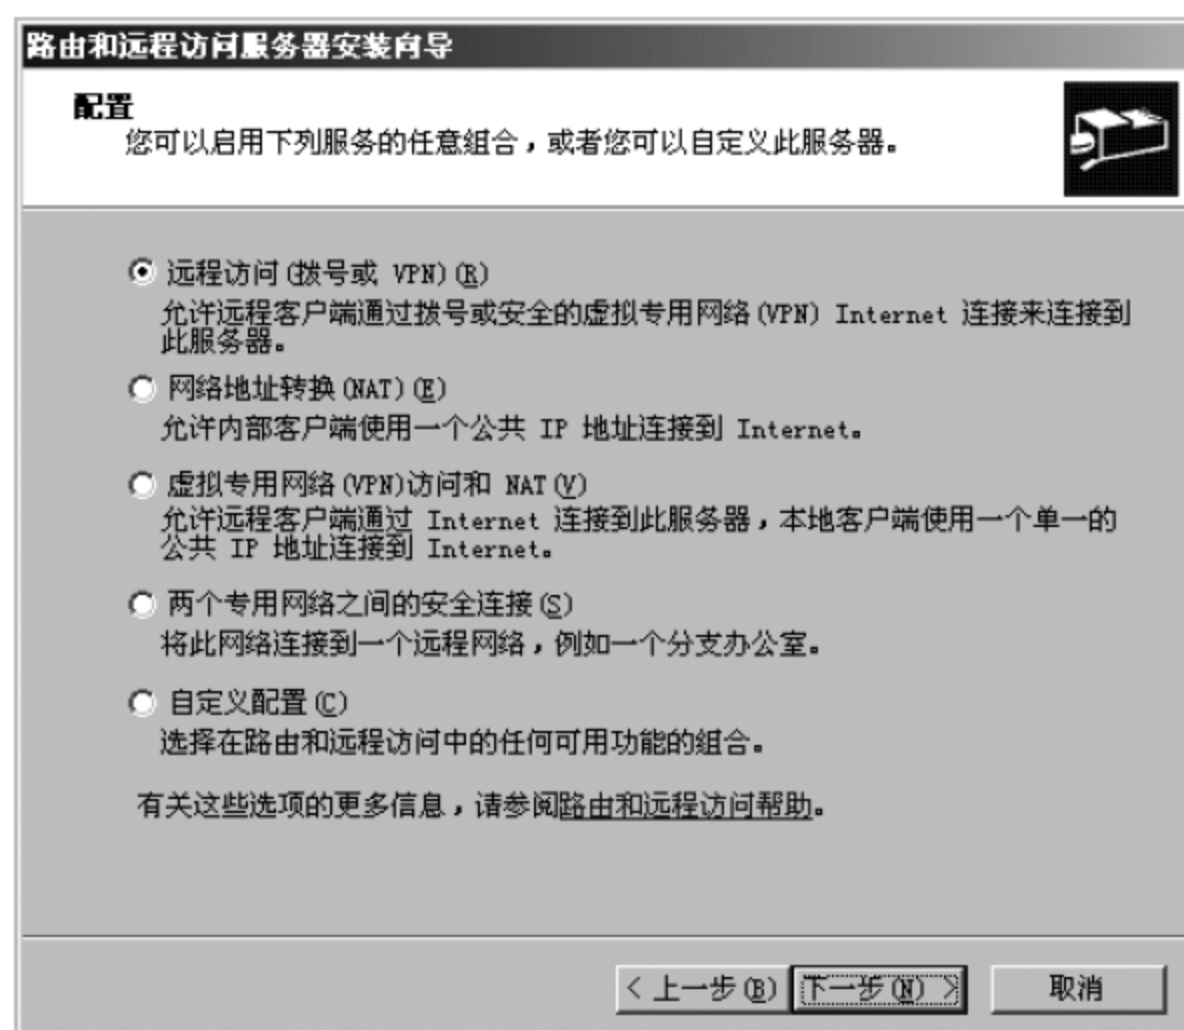 路由和远程访问服务器安装向导
配置
您可以启用下列服务的任意组合，或者您可以自定义此服务器。
远程访问(拨号或 VPN)(R)
允许远程客户端通过拨号或安全的虚拟专用网络(VPN) Internet 连接来连接到
此服务器。
网络地址转换(NAT)(E)
允许内部客户端使用一个公共 IP 地址连接到 Internet。
虚拟专用网络(VPN)访问和 NAT(V)
允许远程客户端通过 Internet 连接到此服务器，本地客户端使用一个单一的
公共 IP 地址连接到 Internet。
两个专用网络之间的安全连接(S)
将此网络连接到一个远程网络，例如一个分支办公室。
自定义配置(C)
选择在路由和远程访问中的任何可用功能的组合。
有关这些选项的更多信息，请参阅路由和远程访问帮助。
< 上一步(B) 下一步(N) > 取消